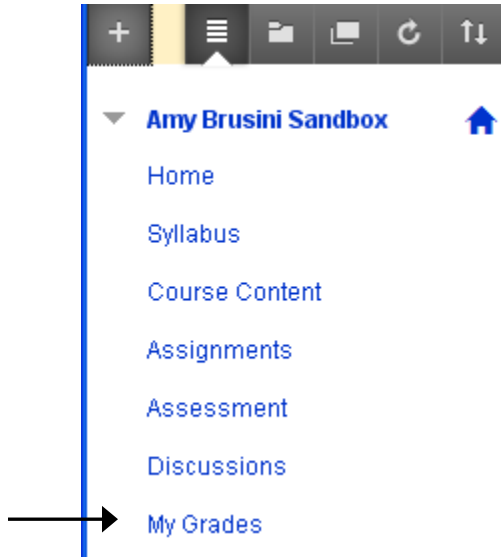 Amy Brusini Sandbox
Home
Syllabus
Course Content
Assignments
Assessment
Discussions
My Grades